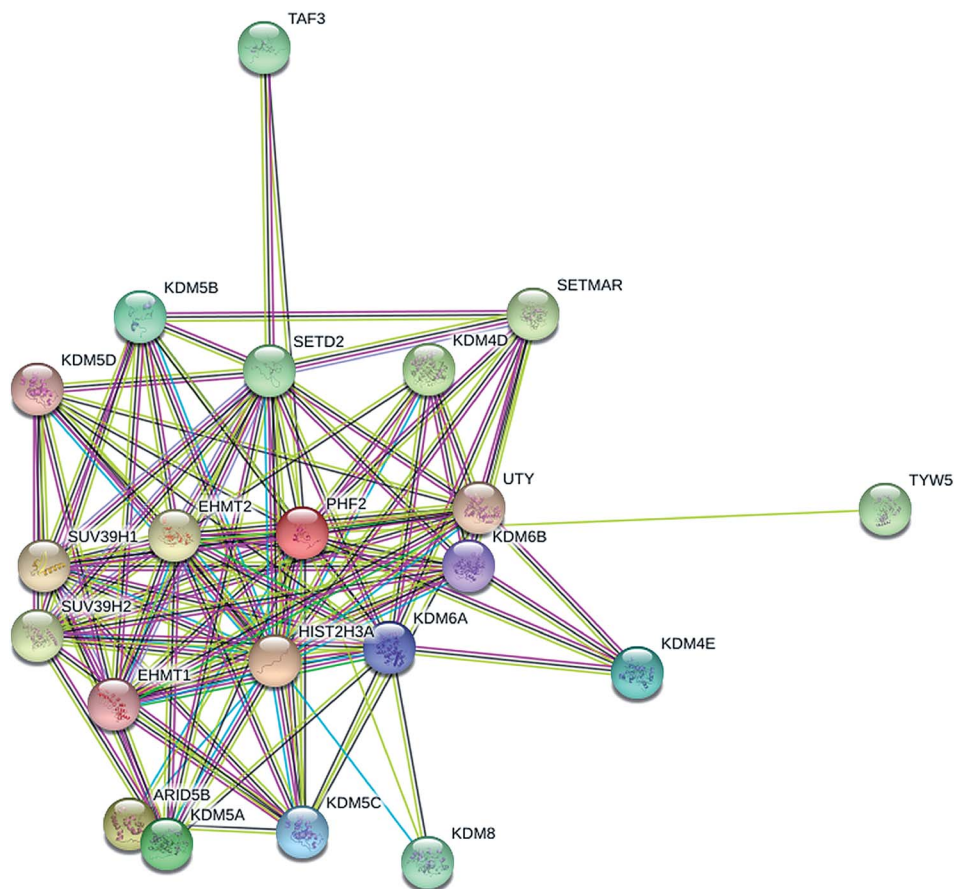 TAF3
KDM5B
SETMAR
SETD2
KDM4D
KDM5D
UTY
TYW5
EHMT2
PHF2
SUV39H1
KDM6B
SUV39H2
HIST2H3A
KDM6A
KDM4E
EHMT1
ARID5B
KDM5A
KDM5C
KDM8